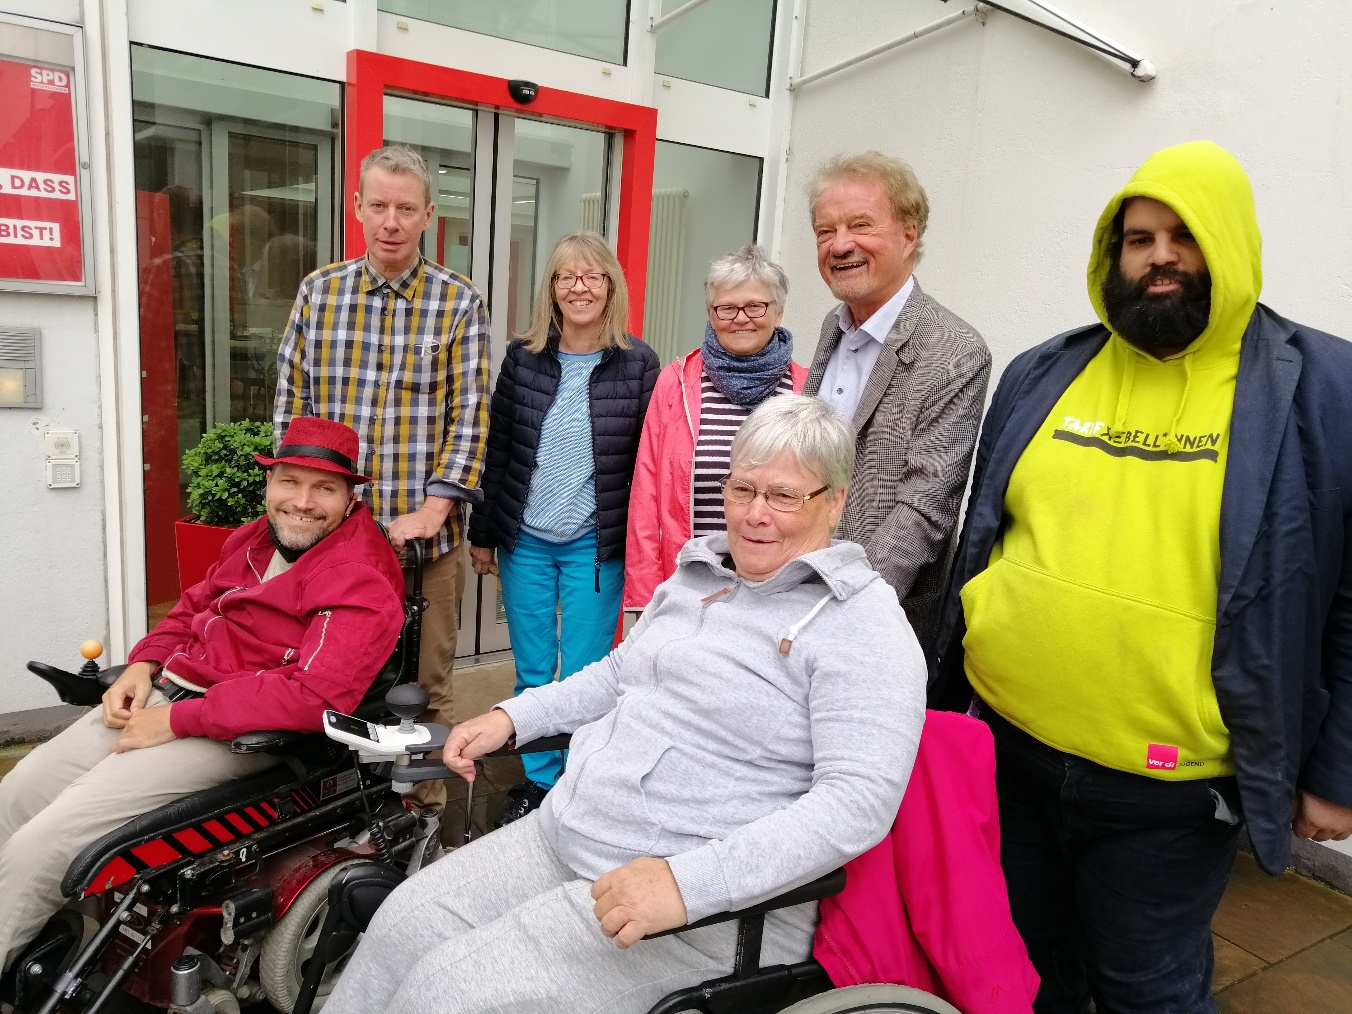 SPD
, DASS
BIST!
TARIFREBELL*INNEN
ver.di JUGEND